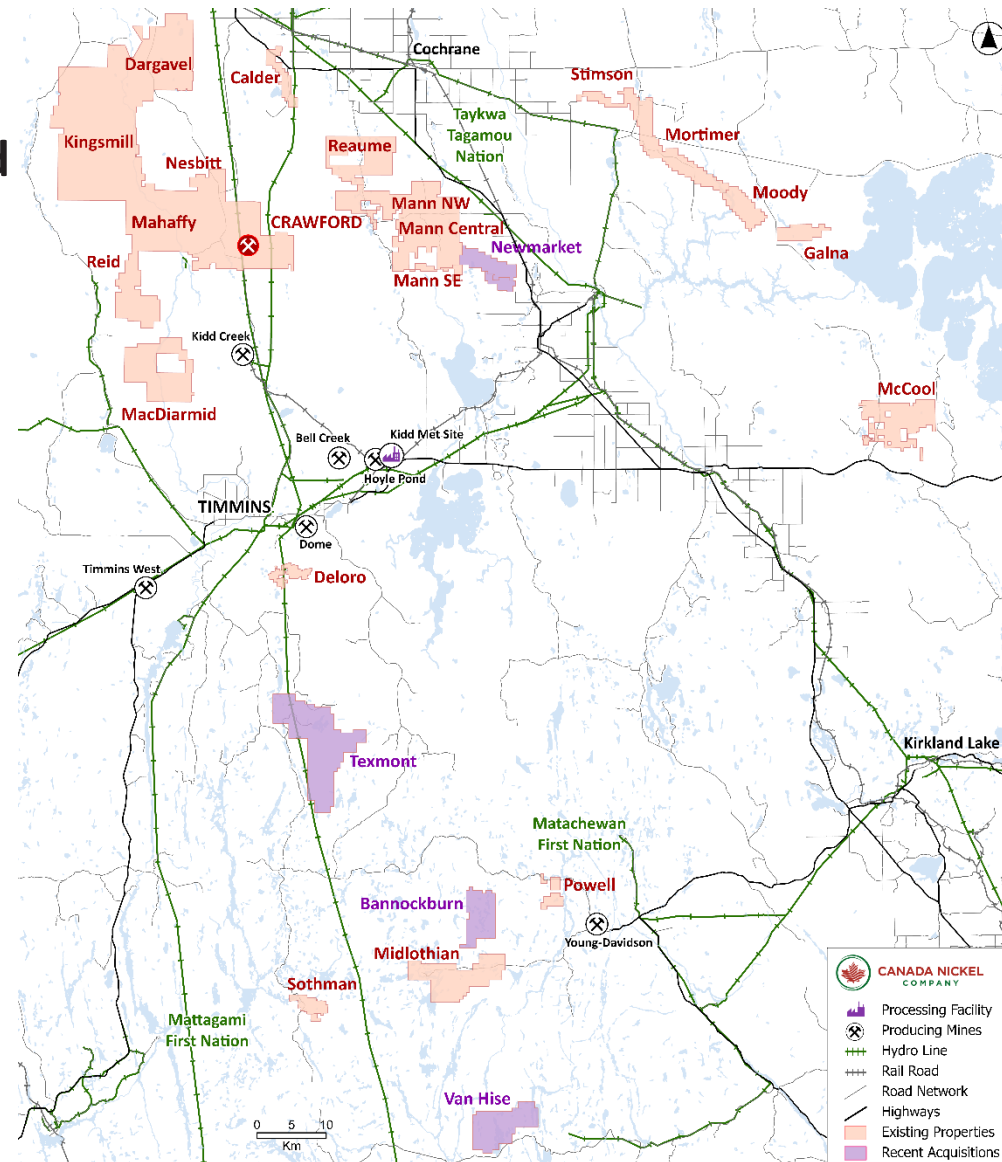 Cochrane
Dargavel
Calder
Stimson
Taykwa
Tagamou
Nation
Mortimer
Kingsmill
Reaume
Nesbitt
Moody
Mann NW
Mahaffy
CRAWFORD
Mann Central
Newmarket
Galna
Reid
Mann SE
Kidd Creek
McCool
MacDiarmid
Bell Creek
Kidd Met Site
Hoyle Pond
TIMMINS
Dome
Timmins West
Deloro
Kirkland Lake
Texmont
Matachewan
First Nation
Powell
Bannockburn
Young-Davidson
Midlothian
Sothman
Mattagami
First Nation
Van Hise
0 5 10
Km
CANADA NICKEL
COMPANY
Processing Facility
Producing Mines
Hydro Line
Rail Road
Road Network
Highways
Existing Properties
Recent Acquisitions